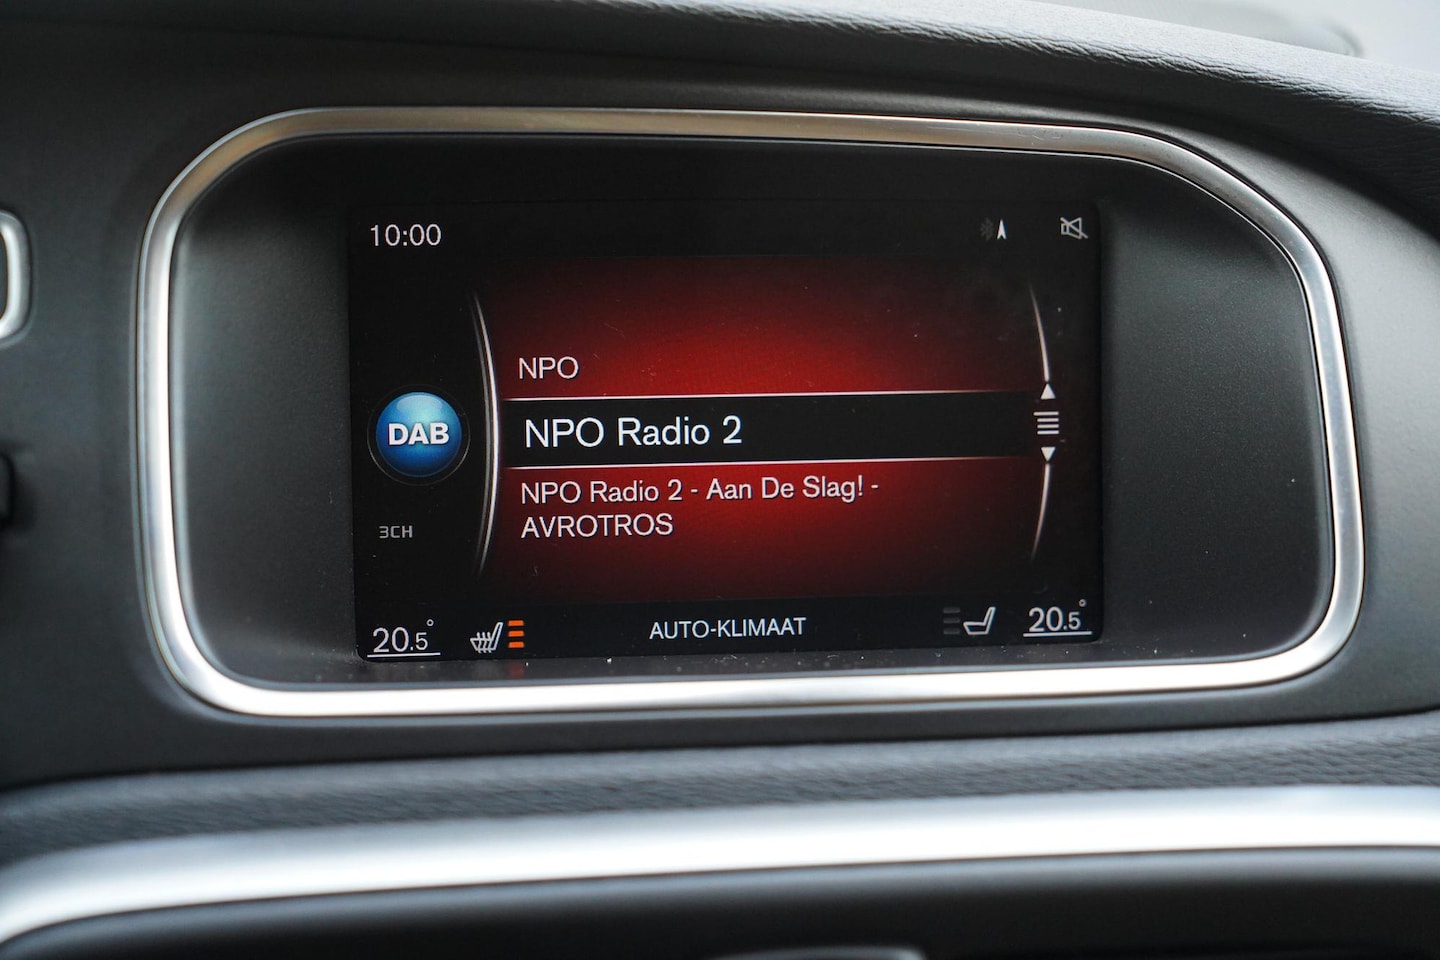 10:00
NPO
NPO Radio 2
DAB
NPO Radio 2 - Aan De Slag! -
AVROTROS
3CH
20.5°
AUTO-KLIMAAT
20.5°